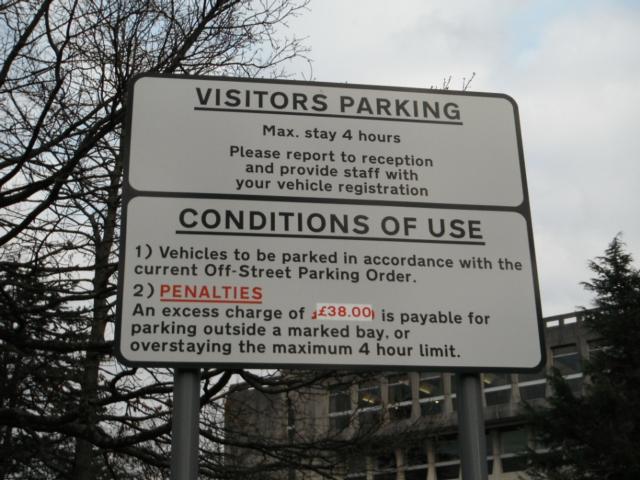 VISITORS PARKING
Max. stay 4 hours
Please report to reception
and provide staff with
your vehicle registration
CONDITIONS OF USE
1) Vehicles to be parked in accordance with the
current Off-Street Parking Order.
2) PENALTIES
An excess charge of £38.00 is payable for
parking outside a marked bay, or
overstaying the maximum 4 hour limit.